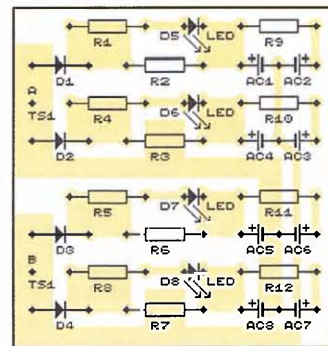 R1 D5 LED R9
D1 R2 AC1 AC2
A
TS1 R4 D6 LED R10
D2 R3 AC4 AC3
R5 D7 LED R11
D3 R6 AC5 AC6
B
TS1 R8 D8 LED R12
D4 R7 AC8 AC7